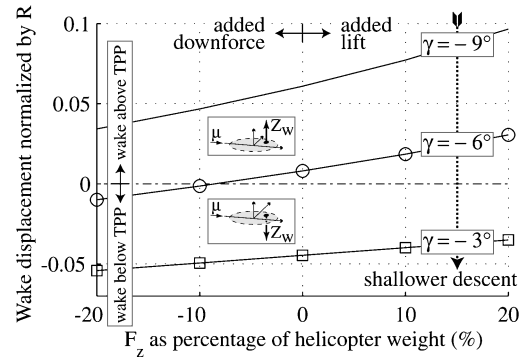 0.1
0.05
0
-0.05
Wake displacement normalized by R
wake above TPP
wake below TPP
added
downforce
added
lift
γ = − 9°
γ = − 6°
γ = − 3°
μ
Z_W
μ
Z_W
shallower descent
-20
-10
0
10
20
F_z as percentage of helicopter weight (%)